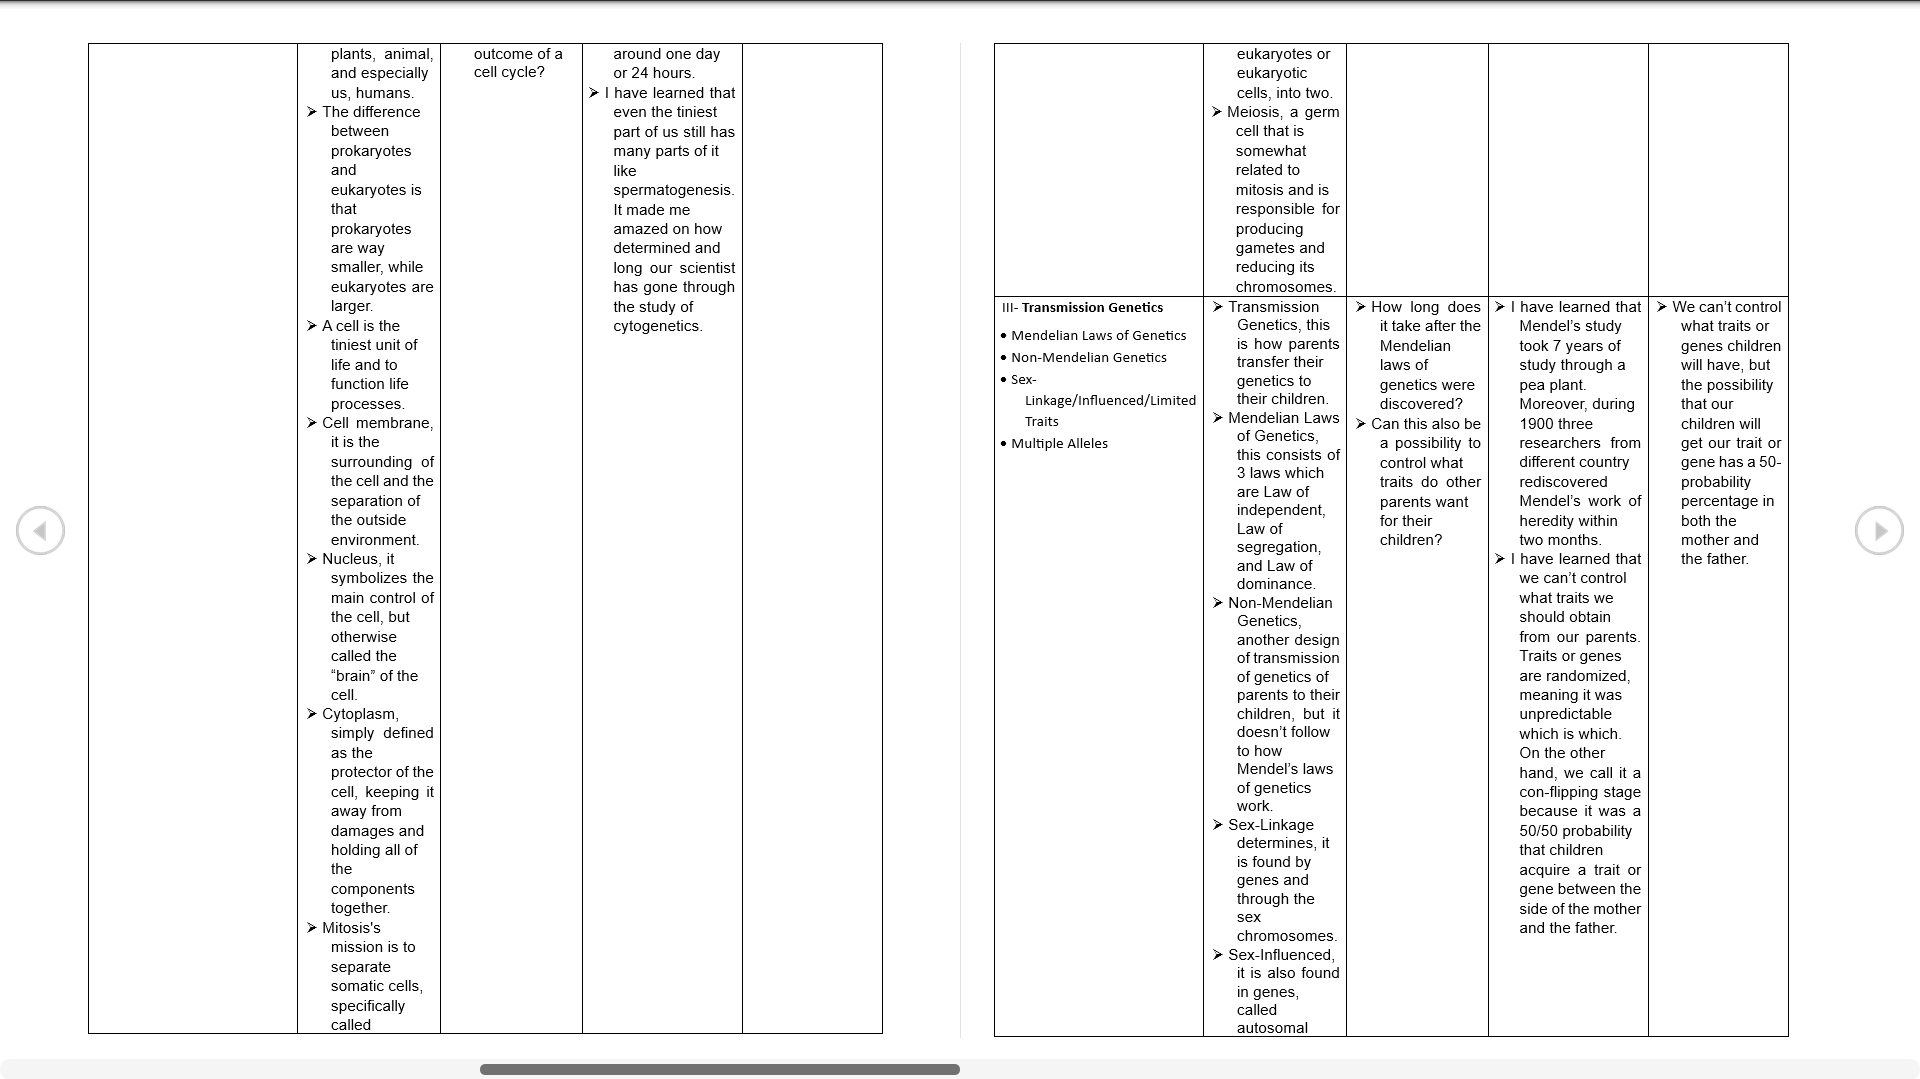 plants, animal,
and especially
us, humans.
➢ The difference
between
prokaryotes
and
eukaryotes is
that
prokaryotes
are way
smaller, while
eukaryotes are
larger.
➢ A cell is the
tiniest unit of
life and to
function life
processes.
➢ Cell membrane,
it is the
surrounding of
the cell and the
separation of
the outside
environment.
➢ Nucleus, it
symbolizes the
main control of
the cell, but
otherwise
called the
“brain” of the
cell.
➢ Cytoplasm,
simply defined
as the
protector of the
cell, keeping it
away from
damages and
holding all of
the
components
together.
➢ Mitosis's
mission is to
separate
somatic cells,
specifically
called
outcome of a
cell cycle?
around one day
or 24 hours.
➢ I have learned that
even the tiniest
part of us still has
many parts of it
like
spermatogenesis.
It made me
amazed on how
determined and
long our scientist
has gone through
the study of
cytogenetics.
eukaryotes or
eukaryotic
cells, into two.
➢ Meiosis, a germ
cell that is
somewhat
related to
mitosis and is
responsible for
producing
gametes and
reducing its
chromosomes.
III- Transmission Genetics
• Mendelian Laws of Genetics
• Non-Mendelian Genetics
• Sex-
Linkage/Influenced/Limited
Traits
• Multiple Alleles
➢ Transmission
Genetics, this
is how parents
transfer their
genetics to
their children.
➢ Mendelian Laws
of Genetics,
this consists of
3 laws which
are Law of
independent,
Law of
segregation,
and Law of
dominance.
➢ Non-Mendelian
Genetics,
another design
of transmission
of genetics of
parents to their
children, but it
doesn’t follow
to how
Mendel’s laws
of genetics
work.
➢ Sex-Linkage
determines, it
is found by
genes and
through the
sex
chromosomes.
➢ Sex-Influenced,
it is also found
in genes,
called
autosomal
➢ How long does
it take after the
Mendelian
laws of
genetics were
discovered?
➢ Can this also be
a possibility to
control what
traits do other
parents want
for their
children?
➢ I have learned that
Mendel’s study
took 7 years of
study through a
pea plant.
Moreover, during
1900 three
researchers from
different country
rediscovered
Mendel’s work of
heredity within
two months.
➢ I have learned that
we can’t control
what traits we
should obtain
from our parents.
Traits or genes
are randomized,
meaning it was
unpredictable
which is which.
On the other
hand, we call it a
con-flipping stage
because it was a
50/50 probability
that children
acquire a trait or
gene between the
side of the mother
and the father.
➢ We can’t control
what traits or
genes children
will have, but
the possibility
that our
children will
get our trait or
gene has a 50-
probability
percentage in
both the
mother and
the father.